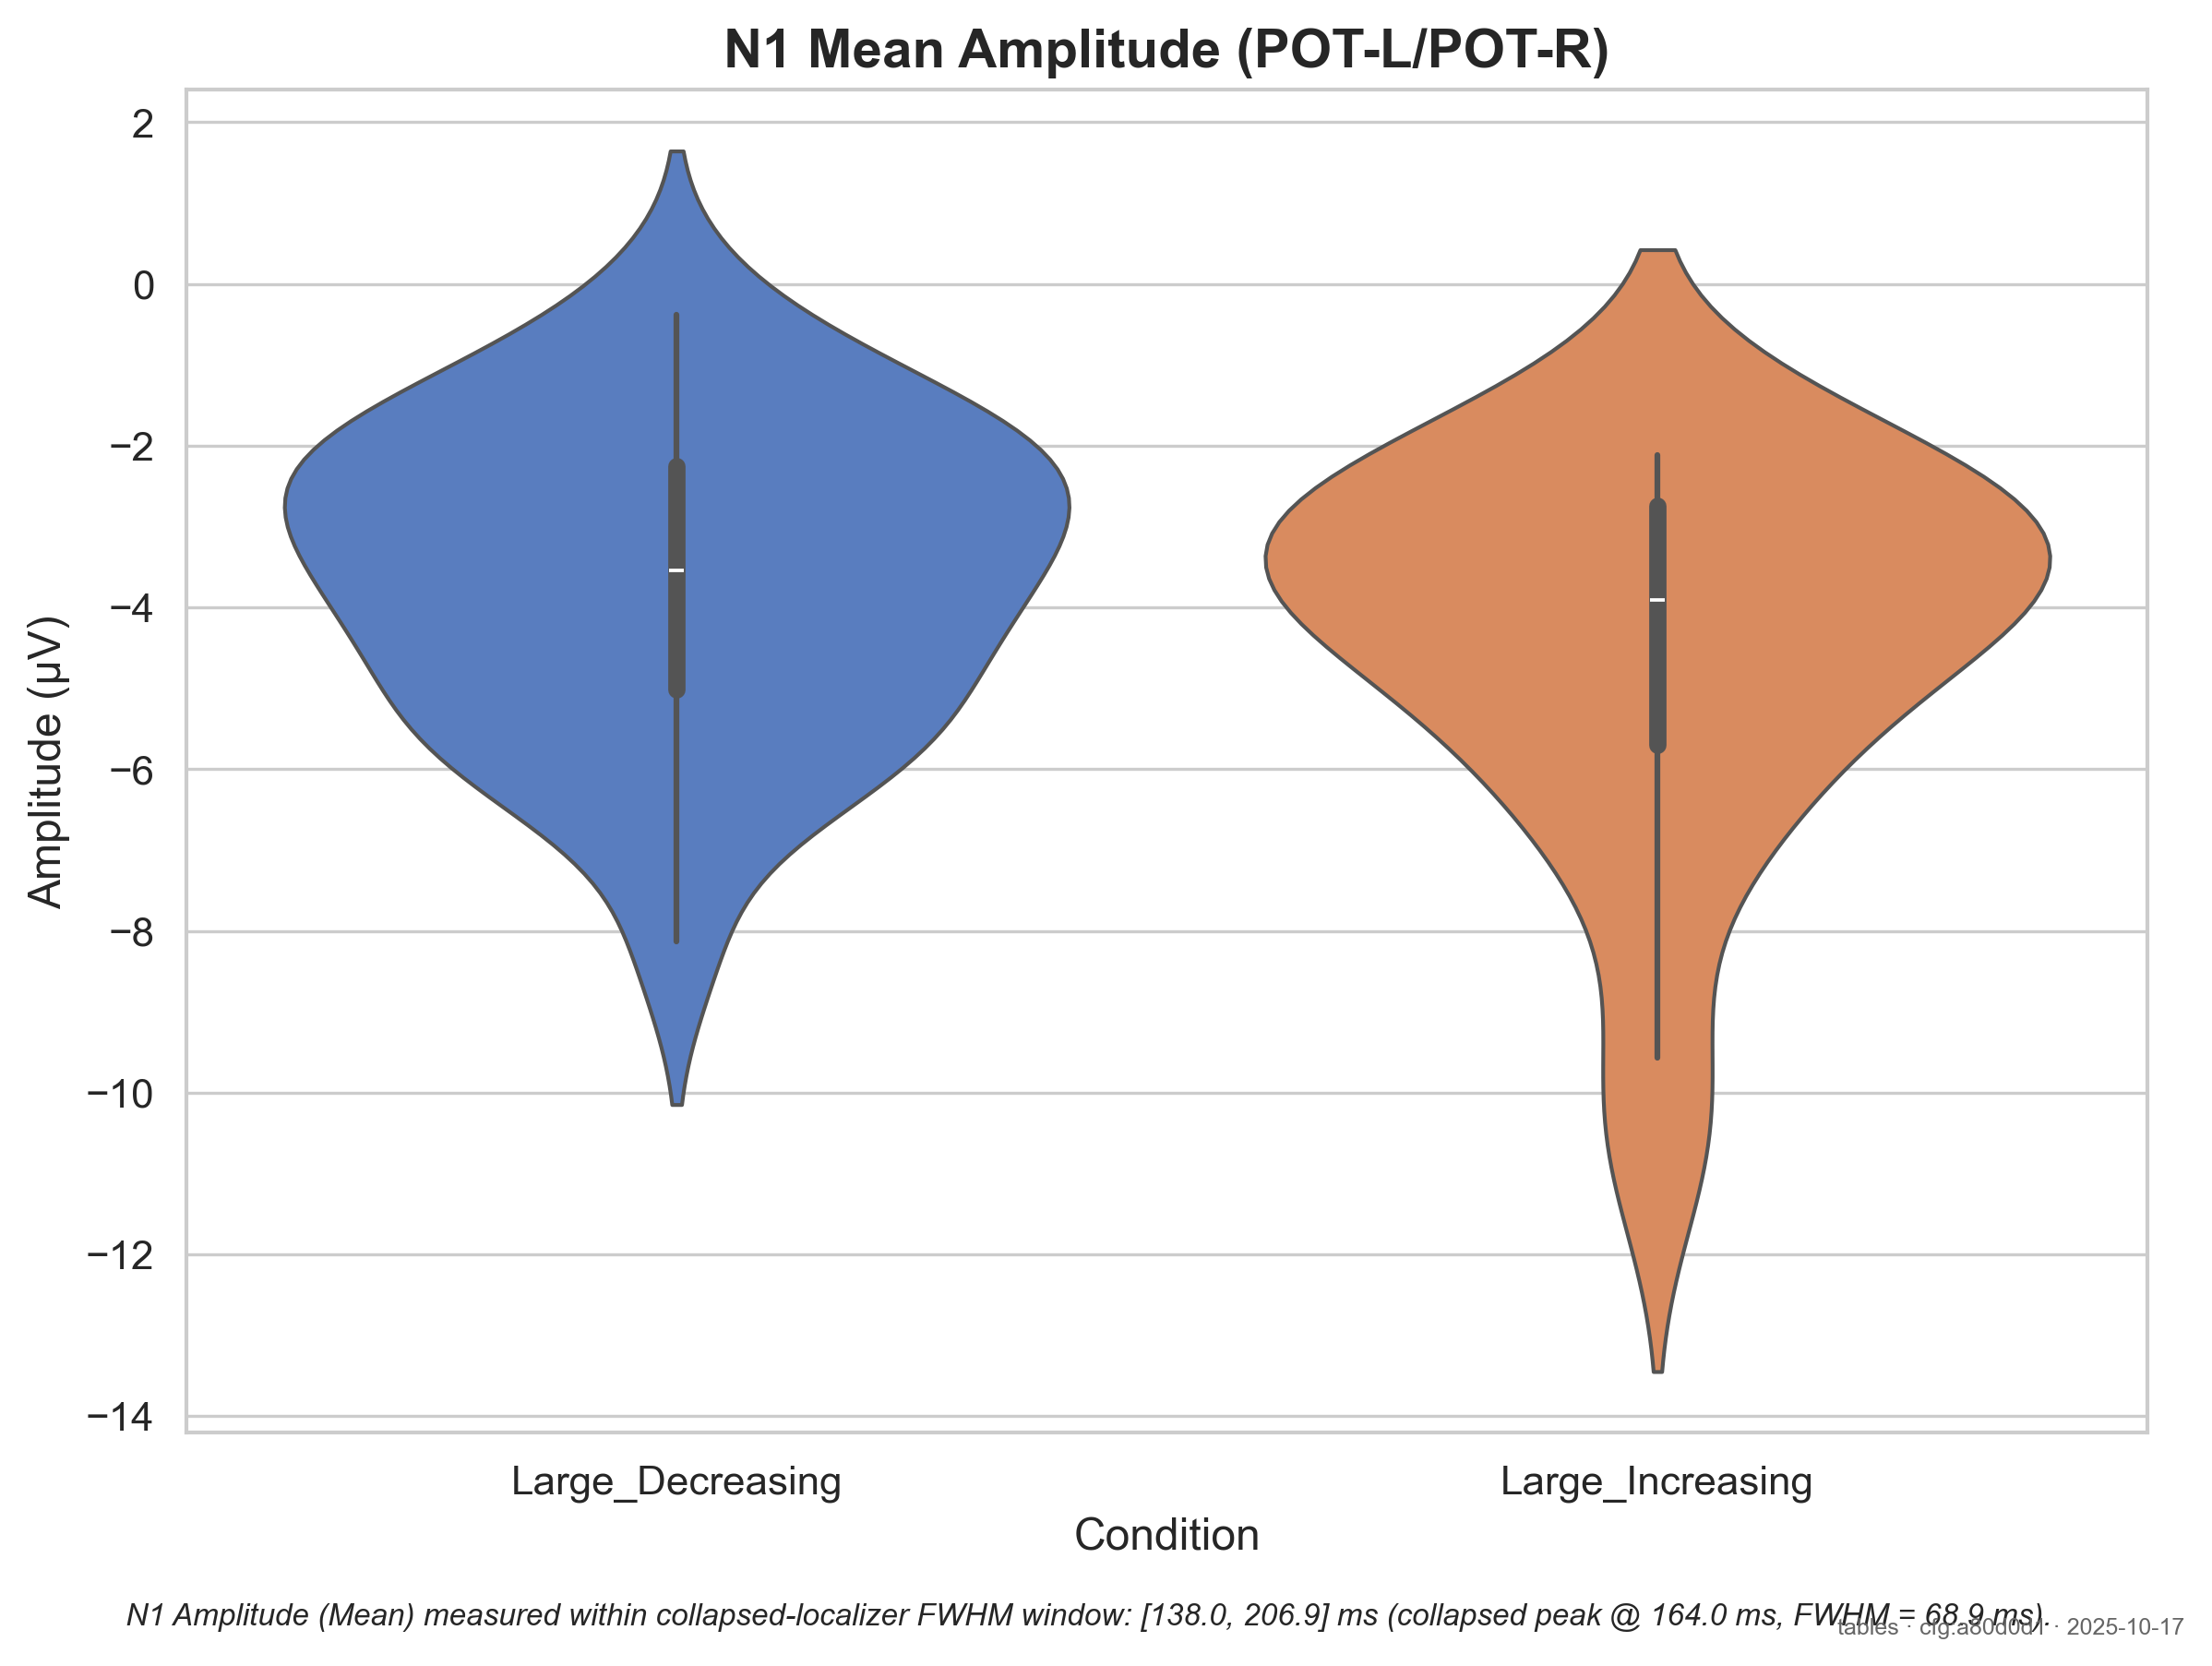 N1 Mean Amplitude (POT-L/POT-R)
2
0
−2
−4
−6
−8
−10
−12
−14
Amplitude (µV)
Large_Decreasing
Large_Increasing
Condition
N1 Amplitude (Mean) measured within collapsed-localizer FWHM window: [138.0, 206.9] ms (collapsed peak @ 164.0 ms, FWHM = 68.9 ms).
tables · · 2025-10-17